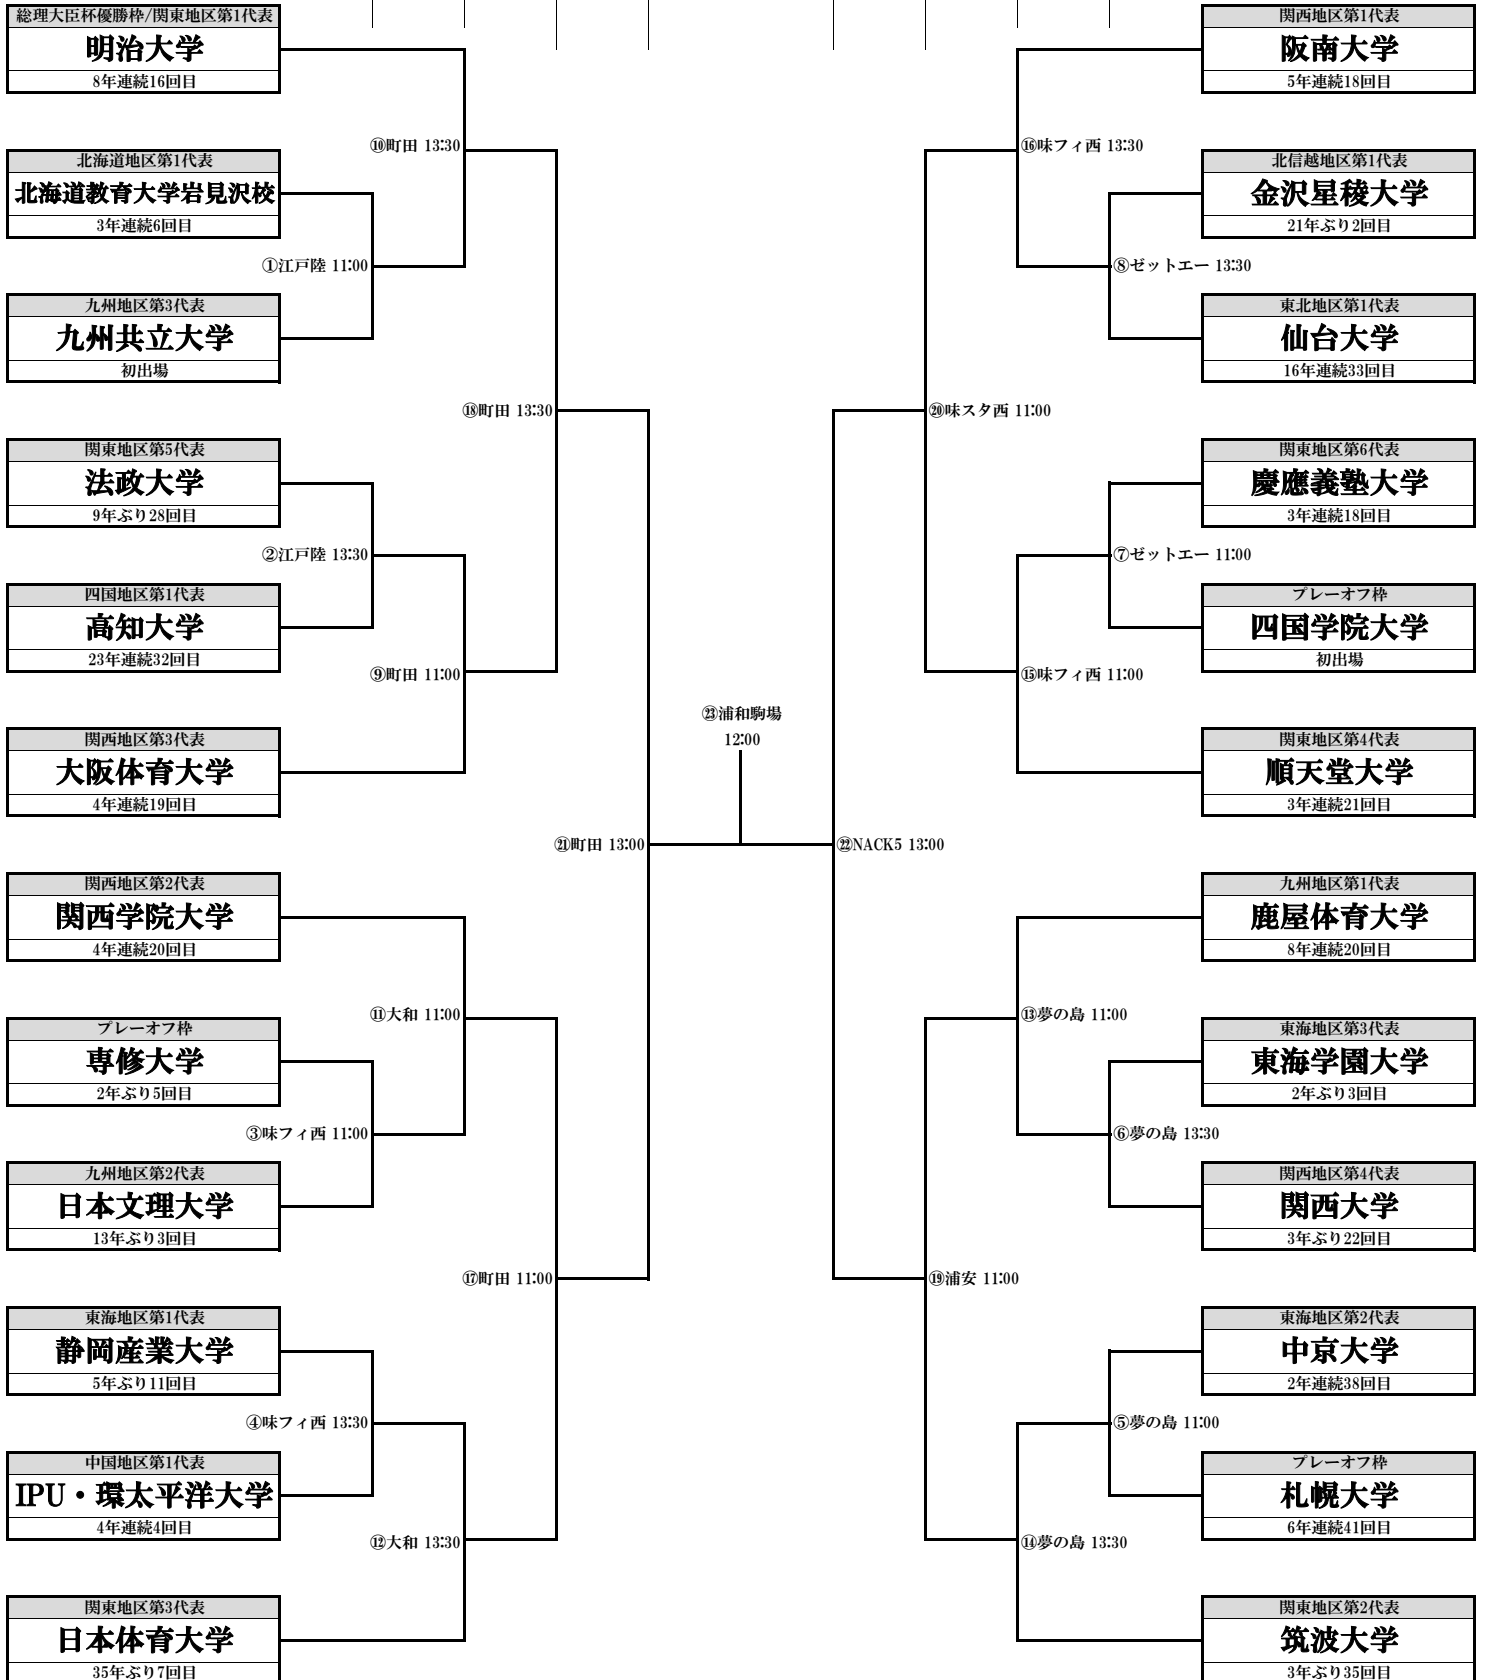 総理大臣杯優勝枠/関東地区第1代表
明治大学
8年連続16回目
⑩町田 13:30
北海道地区第1代表
北海道教育大学岩見沢校
3年連続6回目
①江戸陸 11:00
九州地区第3代表
九州共立大学
初出場
⑱町田 13:30
関東地区第5代表
法政大学
9年ぶり28回目
②江戸陸 13:30
四国地区第1代表
高知大学
23年連続32回目
⑨町田 11:00
関西地区第3代表
大阪体育大学
4年連続19回目
㉑町田 13:00
関西地区第2代表
関西学院大学
4年連続20回目
⑪大和 11:00
プレーオフ枠
専修大学
2年ぶり5回目
③味フィ西 11:00
九州地区第2代表
日本文理大学
13年ぶり3回目
⑰町田 11:00
東海地区第1代表
静岡産業大学
5年ぶり11回目
④味フィ西 13:30
中国地区第1代表
IPU・環太平洋大学
4年連続4回目
⑫大和 13:30
関東地区第3代表
日本体育大学
35年ぶり7回目
㉓浦和駒場
12:00
関西地区第1代表
阪南大学
5年連続18回目
⑯味フィ西 13:30
北信越地区第1代表
金沢星稜大学
21年ぶり2回目
⑧ゼットエー 13:30
東北地区第1代表
仙台大学
16年連続33回目
⑳味スタ西 11:00
関東地区第6代表
慶應義塾大学
3年連続18回目
⑦ゼットエー 11:00
プレーオフ枠
四国学院大学
初出場
⑮味フィ西 11:00
関東地区第4代表
順天堂大学
3年連続21回目
㉒NACK5 13:00
九州地区第1代表
鹿屋体育大学
8年連続20回目
⑬夢の島 11:00
東海地区第3代表
東海学園大学
2年ぶり3回目
⑥夢の島 13:30
関西地区第4代表
関西大学
3年ぶり22回目
⑲浦安 11:00
東海地区第2代表
中京大学
2年連続38回目
⑤夢の島 11:00
プレーオフ枠
札幌大学
6年連続41回目
⑭夢の島 13:30
関東地区第2代表
筑波大学
3年ぶり35回目